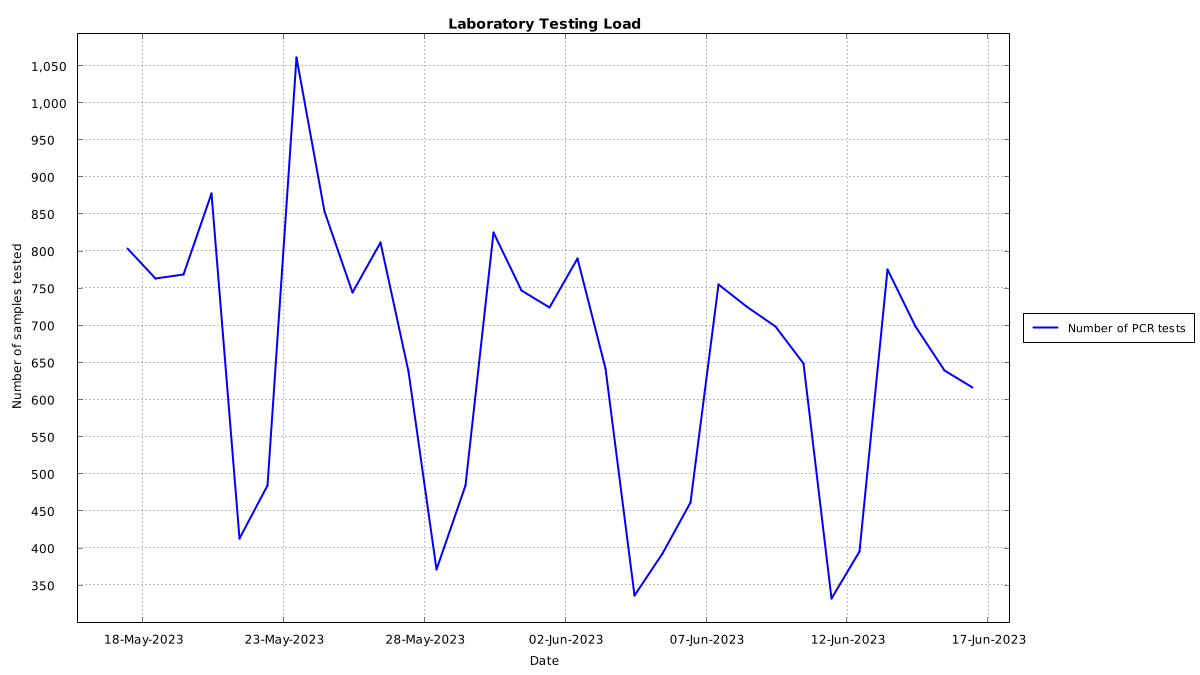 Laboratory Testing Load
Number of samples tested
1,050
1,000
950
900
850
800
750
700
650
600
550
500
450
400
350
18-May-2023
23-May-2023
28-May-2023
02-Jun-2023
07-Jun-2023
12-Jun-2023
17-Jun-2023
Date
Number of PCR tests